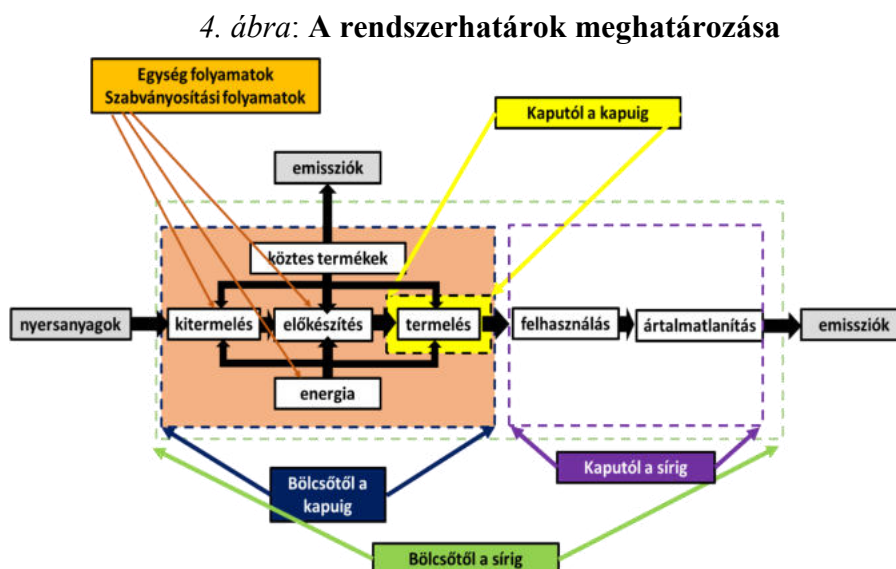 4. ábra: A rendszerhatárok meghatározása
Egység folyamatok
Szabványosítási folyamatok
Kaputól a kapuig
emissziók
köztes termékek
nyersanyagok
kitermelés
előkészítés
termelés
felhasználás
ártalmatlanítás
emissziók
energia
Bölcsőtől a
kapuig
Kaputól a sírig
Bölcsőtől a sírig